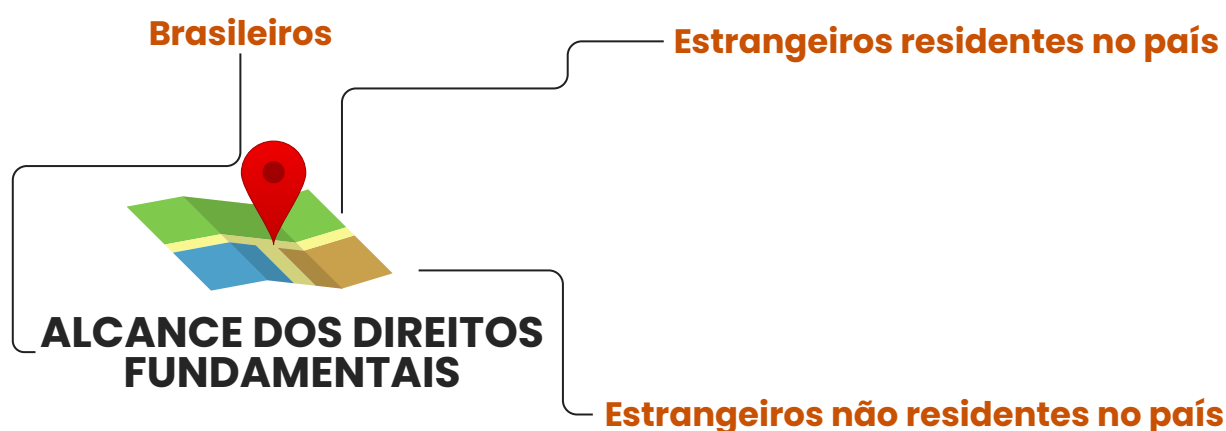 Brasileiros
Estrangeiros residentes no país
ALCANCE DOS DIREITOS
FUNDAMENTAIS
Estrangeiros não residentes no país